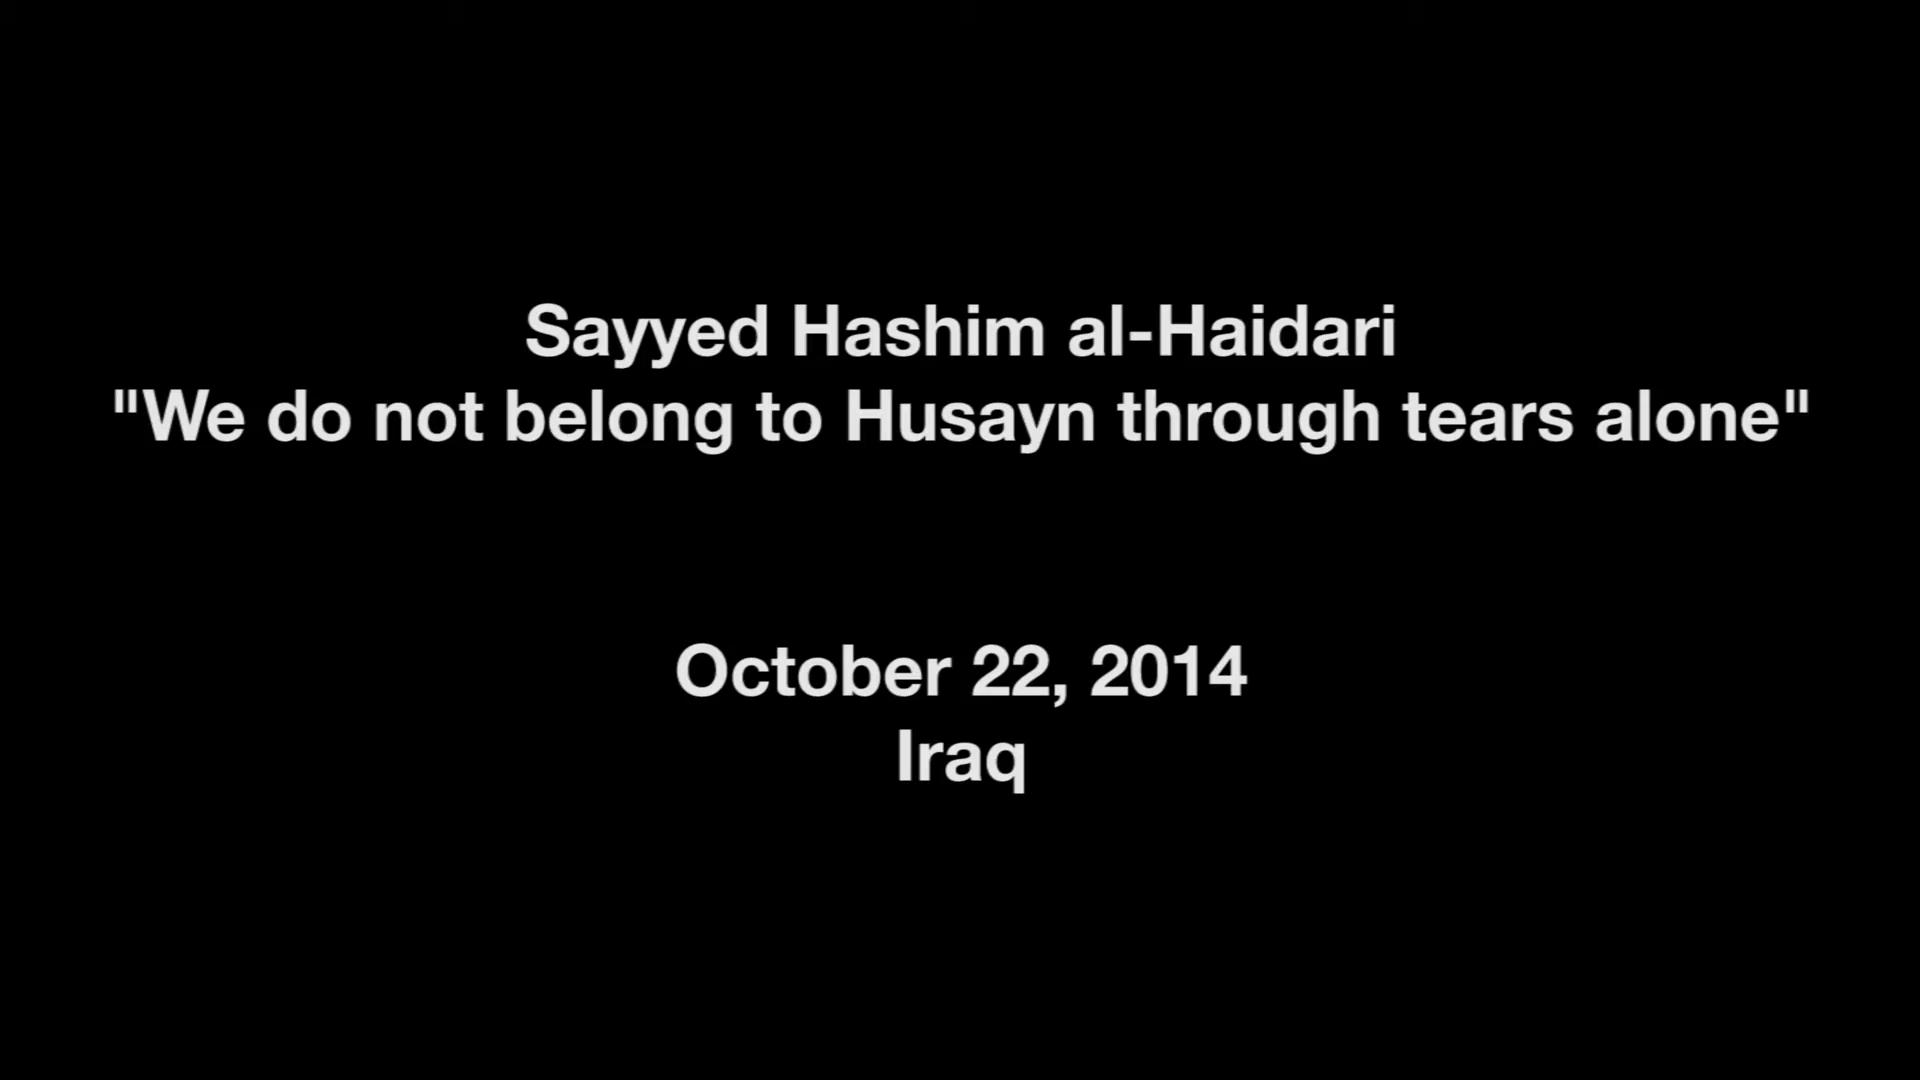 Sayyed Hashim al-Haidari
"We do not belong to Husayn through tears alone"
October 22, 2014
Iraq